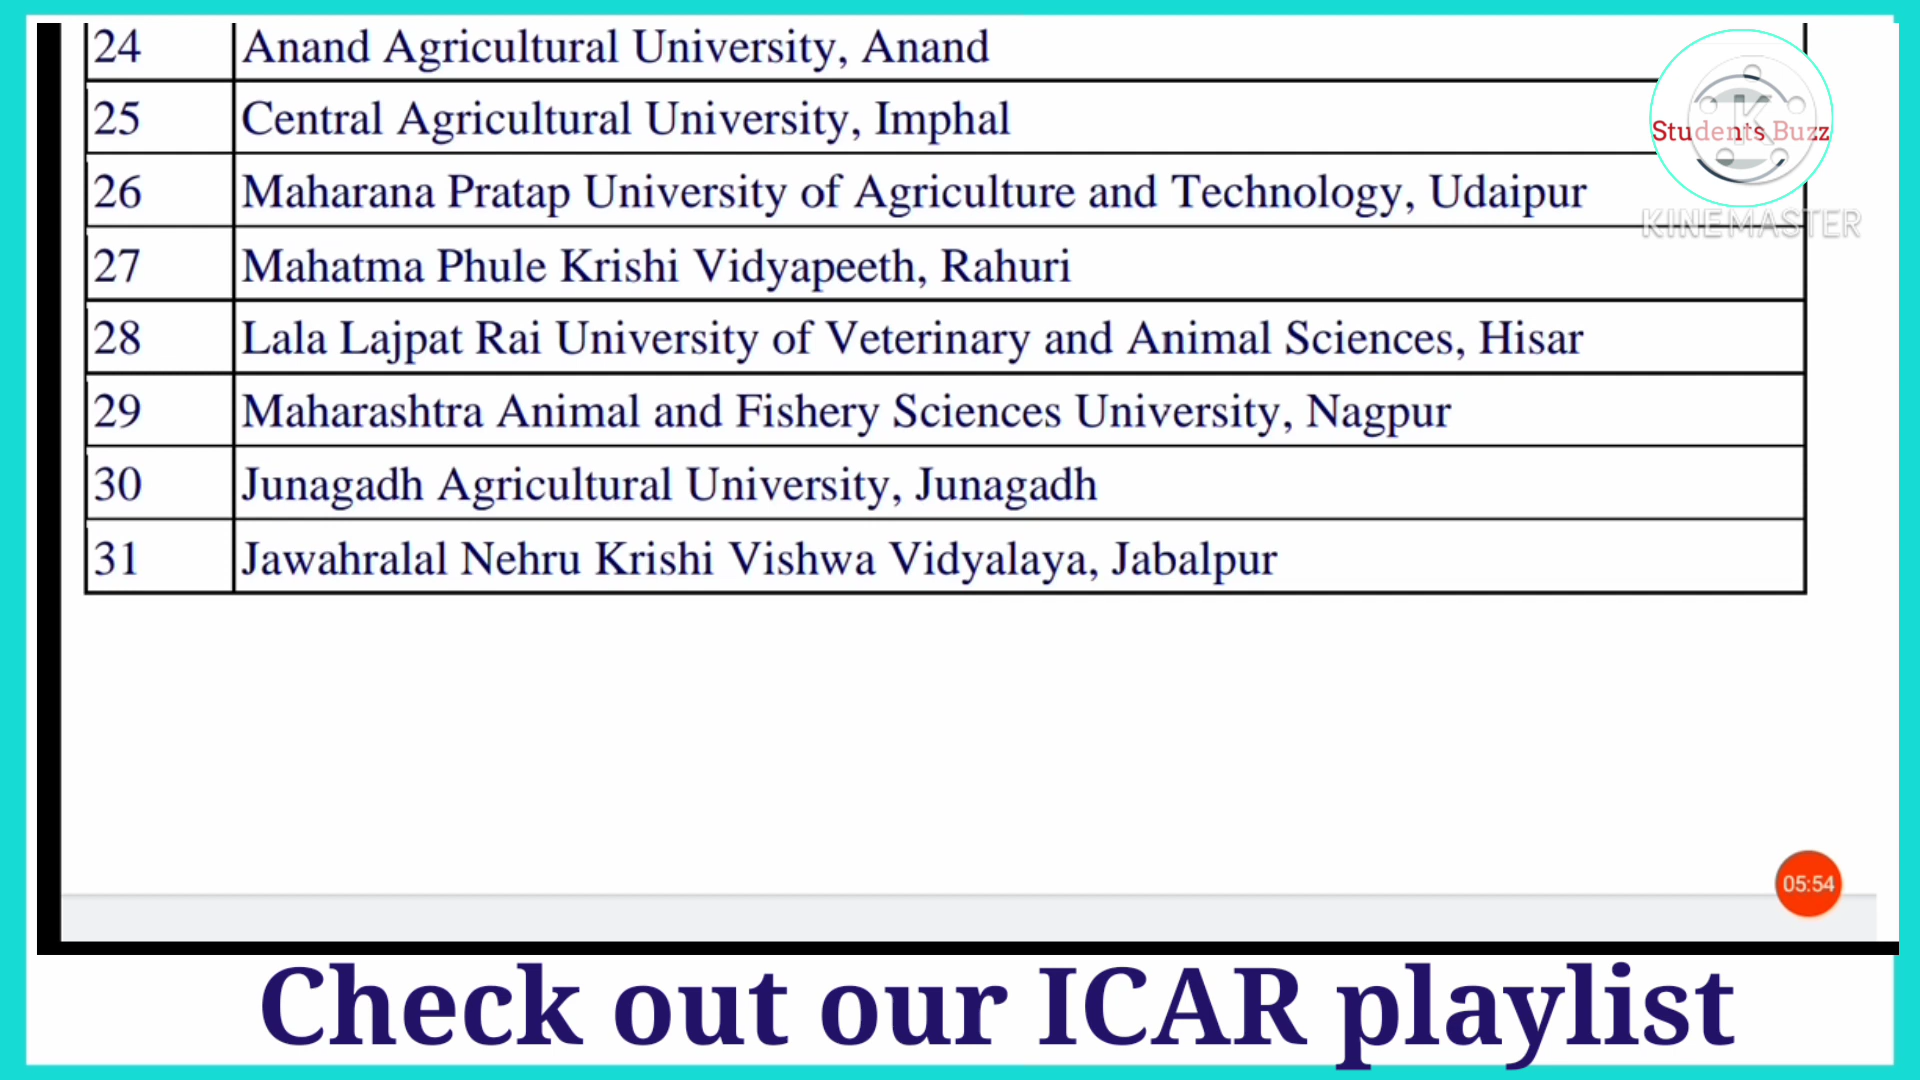 24 Anand Agricultural University, Anand
25 Central Agricultural University, Imphal
Students Buzz
26 Maharana Pratap University of Agriculture and Technology, Udaipur
KINEMASTER
27 Mahatma Phule Krishi Vidyapeeth, Rahuri
28 Lala Lajpat Rai University of Veterinary and Animal Sciences, Hisar
29 Maharashtra Animal and Fishery Sciences University, Nagpur
30 Junagadh Agricultural University, Junagadh
31 Jawahralal Nehru Krishi Vishwa Vidyalaya, Jabalpur
05:54
Check out our ICAR playlist